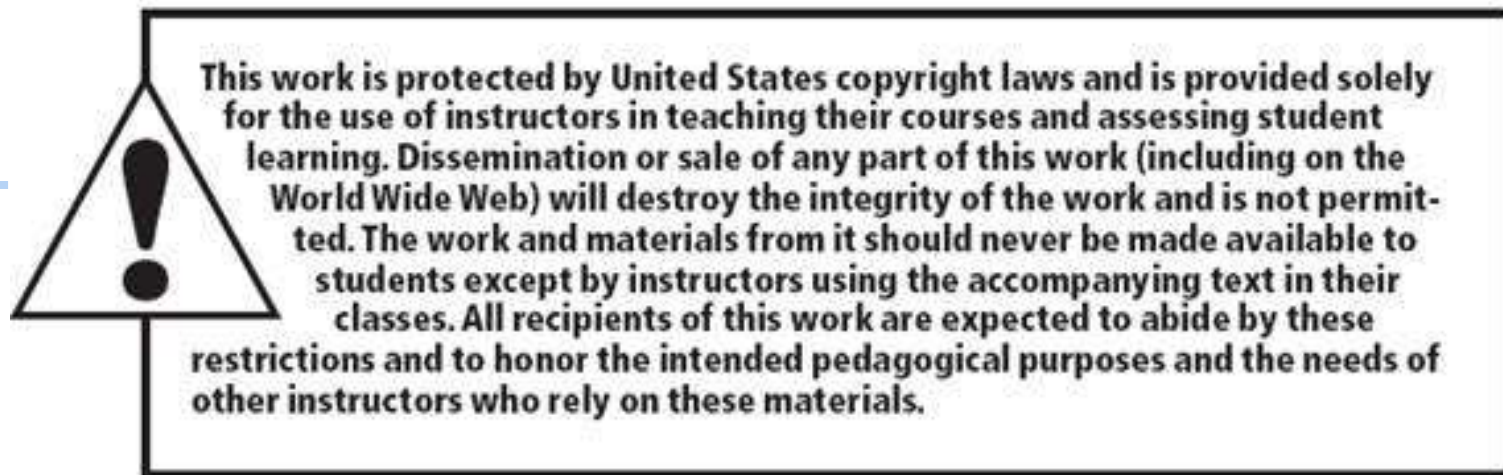 This work is protected by United States copyright laws and is provided solely
for the use of instructors in teaching their courses and assessing student
learning. Dissemination or sale of any part of this work (including on the
World Wide Web) will destroy the integrity of the work and is not permit-
ted. The work and materials from it should never be made available to
students except by instructors using the accompanying text in their
classes. All recipients of this work are expected to abide by these
restrictions and to honor the intended pedagogical purposes and the needs of
other instructors who rely on these materials.